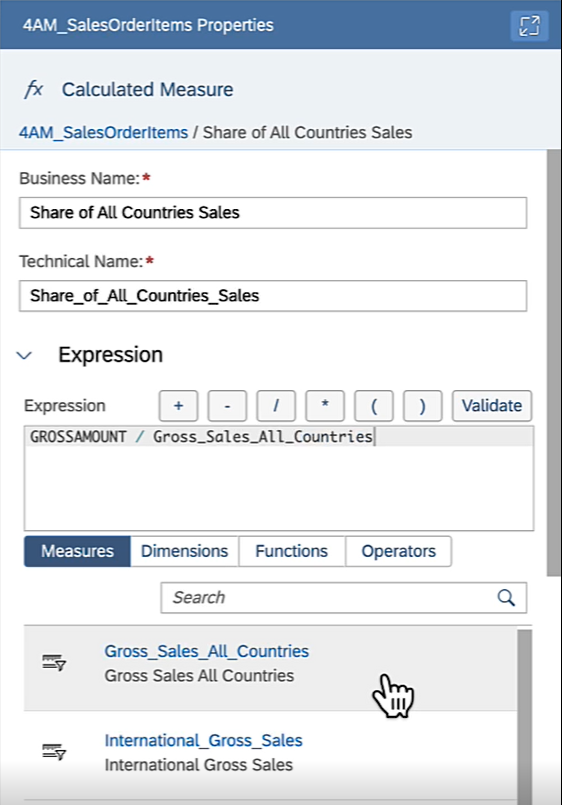 4AM_SalesOrderItems Properties
fx Calculated Measure
4AM_SalesOrderItems / Share of All Countries Sales
Business Name:*
Share of All Countries Sales
Technical Name:*
Share_of_All_Countries_Sales
Expression
Expression + - / * ( ) Validate
GROSSAMOUNT / Gross_Sales_All_Countries
Measures Dimensions Functions Operators
Search
Gross_Sales_All_Countries
Gross Sales All Countries
International_Gross_Sales
International Gross Sales